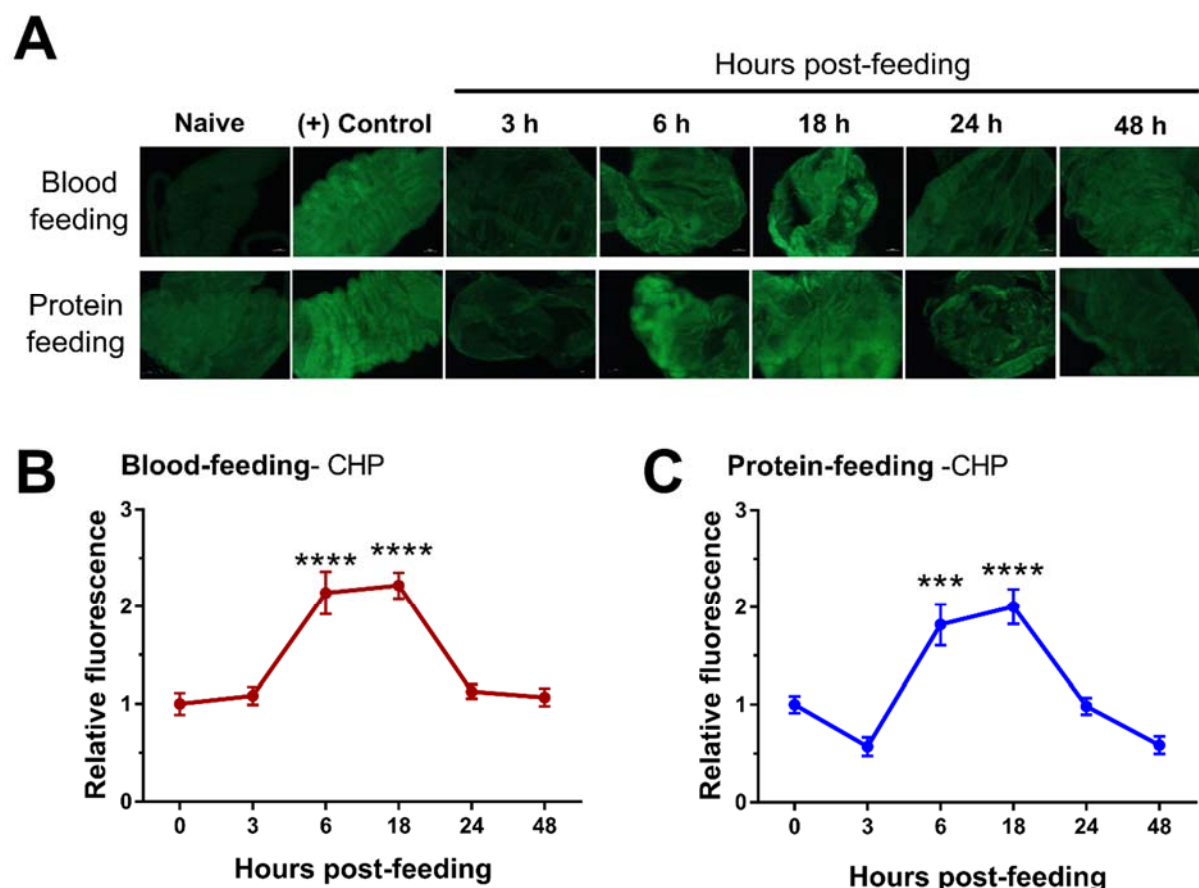 A
Hours post-feeding
Naive (+) Control 3 h 6 h 18 h 24 h 48 h
Blood
feeding
Protein
feeding
B Blood-feeding- CHP
Relative fluorescence
3
2
1
0
**** ****
0 3 6 18 24 48
Hours post-feeding
C Protein-feeding -CHP
Relative fluorescence
3
2
1
0
*** ****
0 3 6 18 24 48
Hours post-feeding